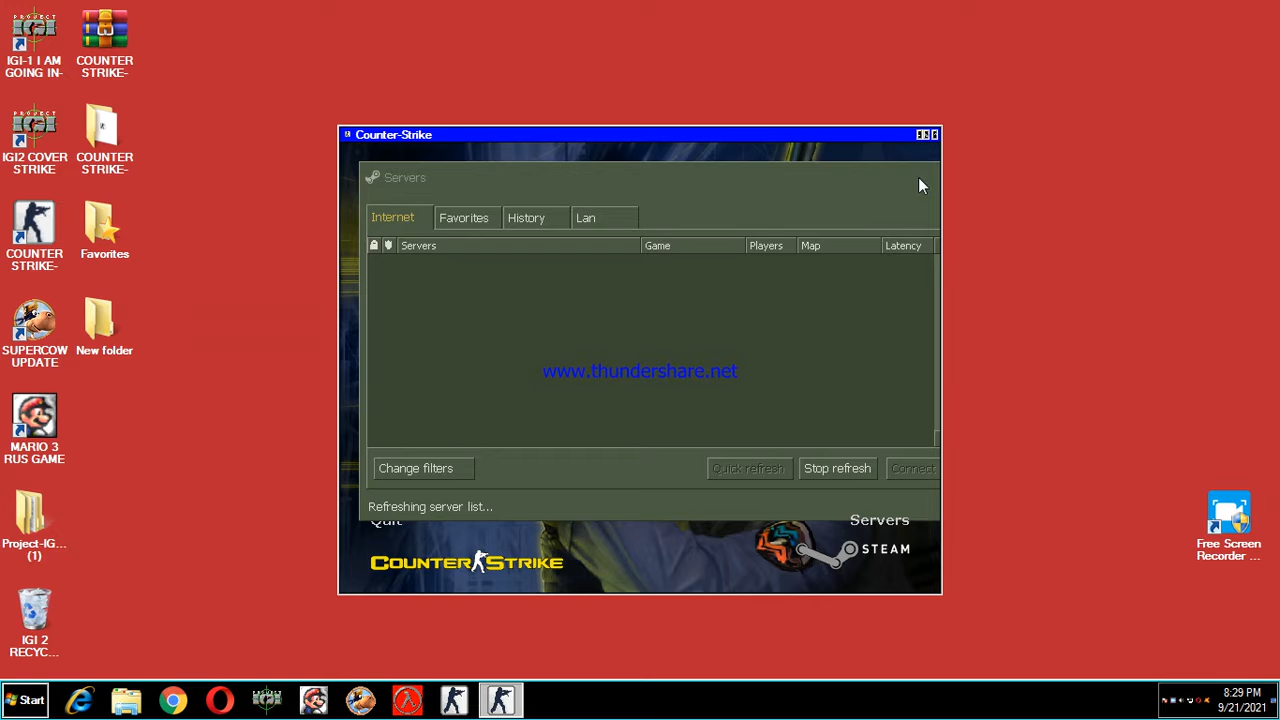 IGI-1 I AM
GOING IN-
COUNTER
STRIKE-
IGI2 COVER
STRIKE
COUNTER
STRIKE-
COUNTER
STRIKE-
Favorites
SUPERCOW
UPDATE
New folder
MARIO 3
RUS GAME
Project-IG...
(1)
IGI 2
RECYC...
Counter-Strike
Servers
Internet Favorites History Lan
Servers Game Players Map Latency
www.thundershare.net
Change filters Quick refresh Stop refresh Connect
Refreshing server list...
Quit Servers
COUNTER STRIKE STEAM
Free Screen
Recorder ...
Start
8:29 PM
9/21/2021